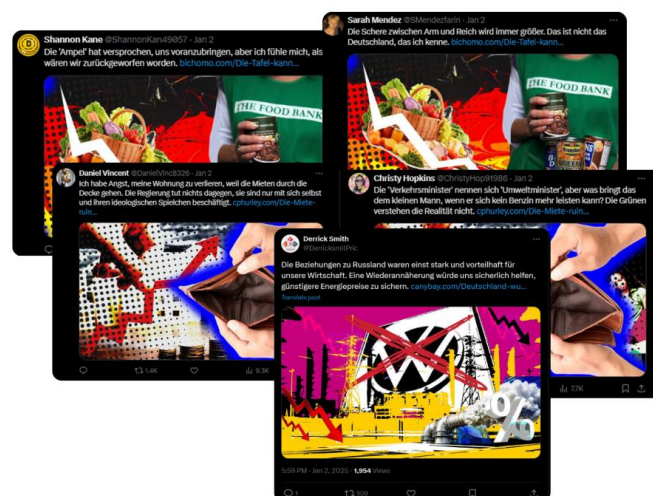 Shannon Kane @ShannonKan49057 · Jan 2
Die 'Ampel' hat versprochen, uns voranzubringen, aber ich fühle mich, als
wären wir zurückgeworfen worden. bichomo.com/Die-Tafel-kann...
THE FOOD BANK
Sarah Mendez @SMendezfarin · Jan 2
Die Schere zwischen Arm und Reich wird immer größer. Das ist nicht das
Deutschland, das ich kenne. bichomo.com/Die-Tafel-kann...
THE FOOD BANK
Daniel Vincent @DanielVinc8326 · Jan 2
Ich habe Angst, meine Wohnung zu verlieren, weil die Mieten durch die
Decke gehen. Die Regierung tut nichts dagegen, sie sind nur mit sich selbst
und ihren ideologischen Spielchen beschäftigt. cphurley.com/Die-Miete-
ruin...
1.4K 9.3K
Christy Hopkins @ChristyHop91986 · Jan 2
Die 'Verkehrsminister' nennen sich 'Umweltminister', aber was bringt das
dem kleinen Mann, wenn er sich kein Benzin mehr leisten kann? Die Grünen
verstehen die Realität nicht. cphurley.com/Die-Miete-ruin...
7.7K
Derrick Smith
@DerricksmitPric
Die Beziehungen zu Russland waren einst stark und vorteilhaft für
unsere Wirtschaft. Eine Wiederannäherung würde uns sicherlich helfen,
günstigere Energiepreise zu sichern. canybay.com/Deutschland-wu...
Translate post
%
5:59 PM · Jan 2, 2025 · 1,954 Views
1 509